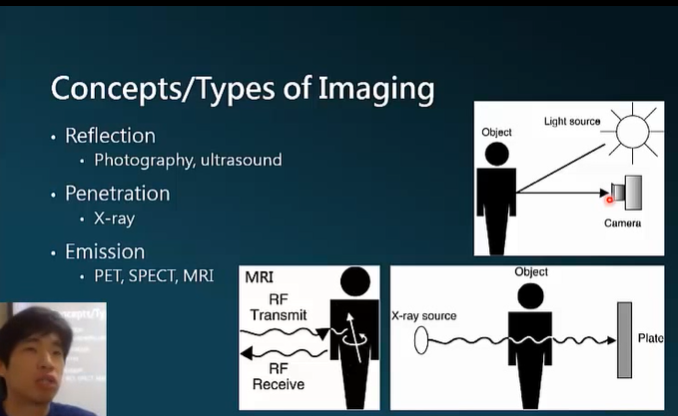 Concepts/Types of Imaging
• Reflection
• Photography, ultrasound
• Penetration
• X-ray
• Emission
• PET, SPECT, MRI
Light source
Object
Camera
MRI
RF
Transmit
RF
Receive
Object
X-ray source
Plate